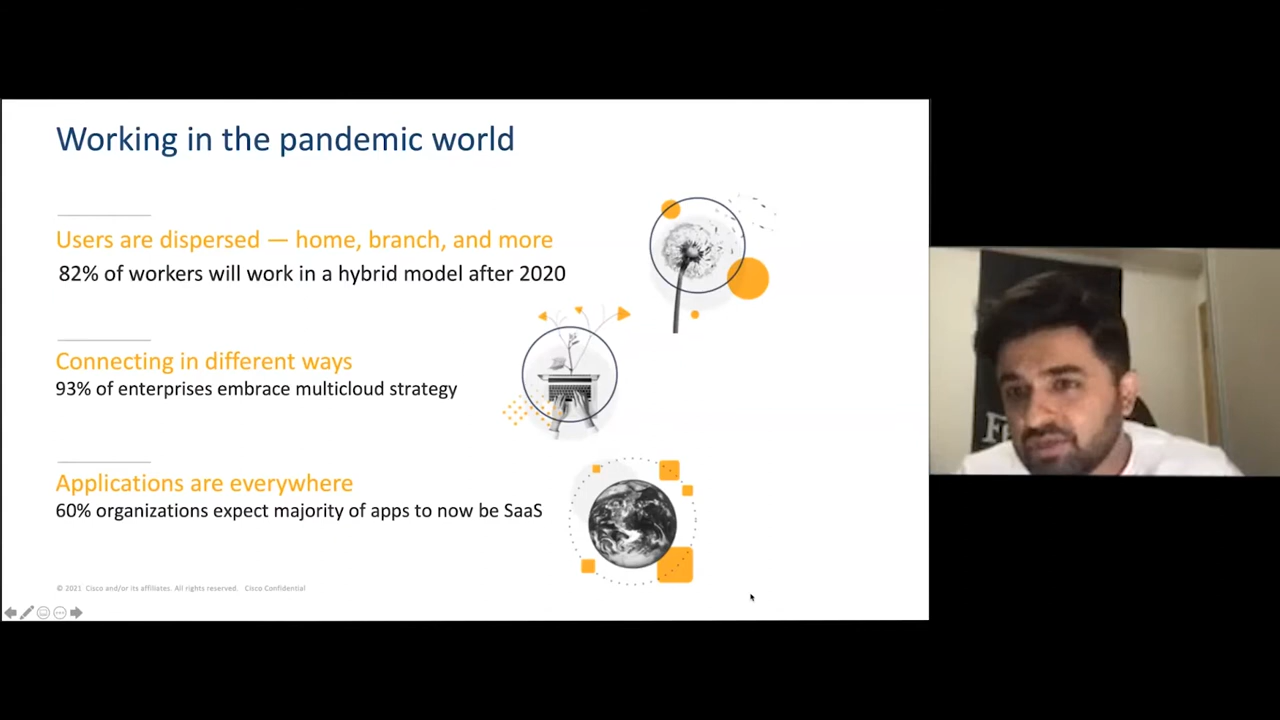 Working in the pandemic world
Users are dispersed — home, branch, and more
82% of workers will work in a hybrid model after 2020
Connecting in different ways
93% of enterprises embrace multicloud strategy
Applications are everywhere
60% organizations expect majority of apps to now be SaaS
© 2021 Cisco and/or its affiliates. All rights reserved. Cisco Confidential